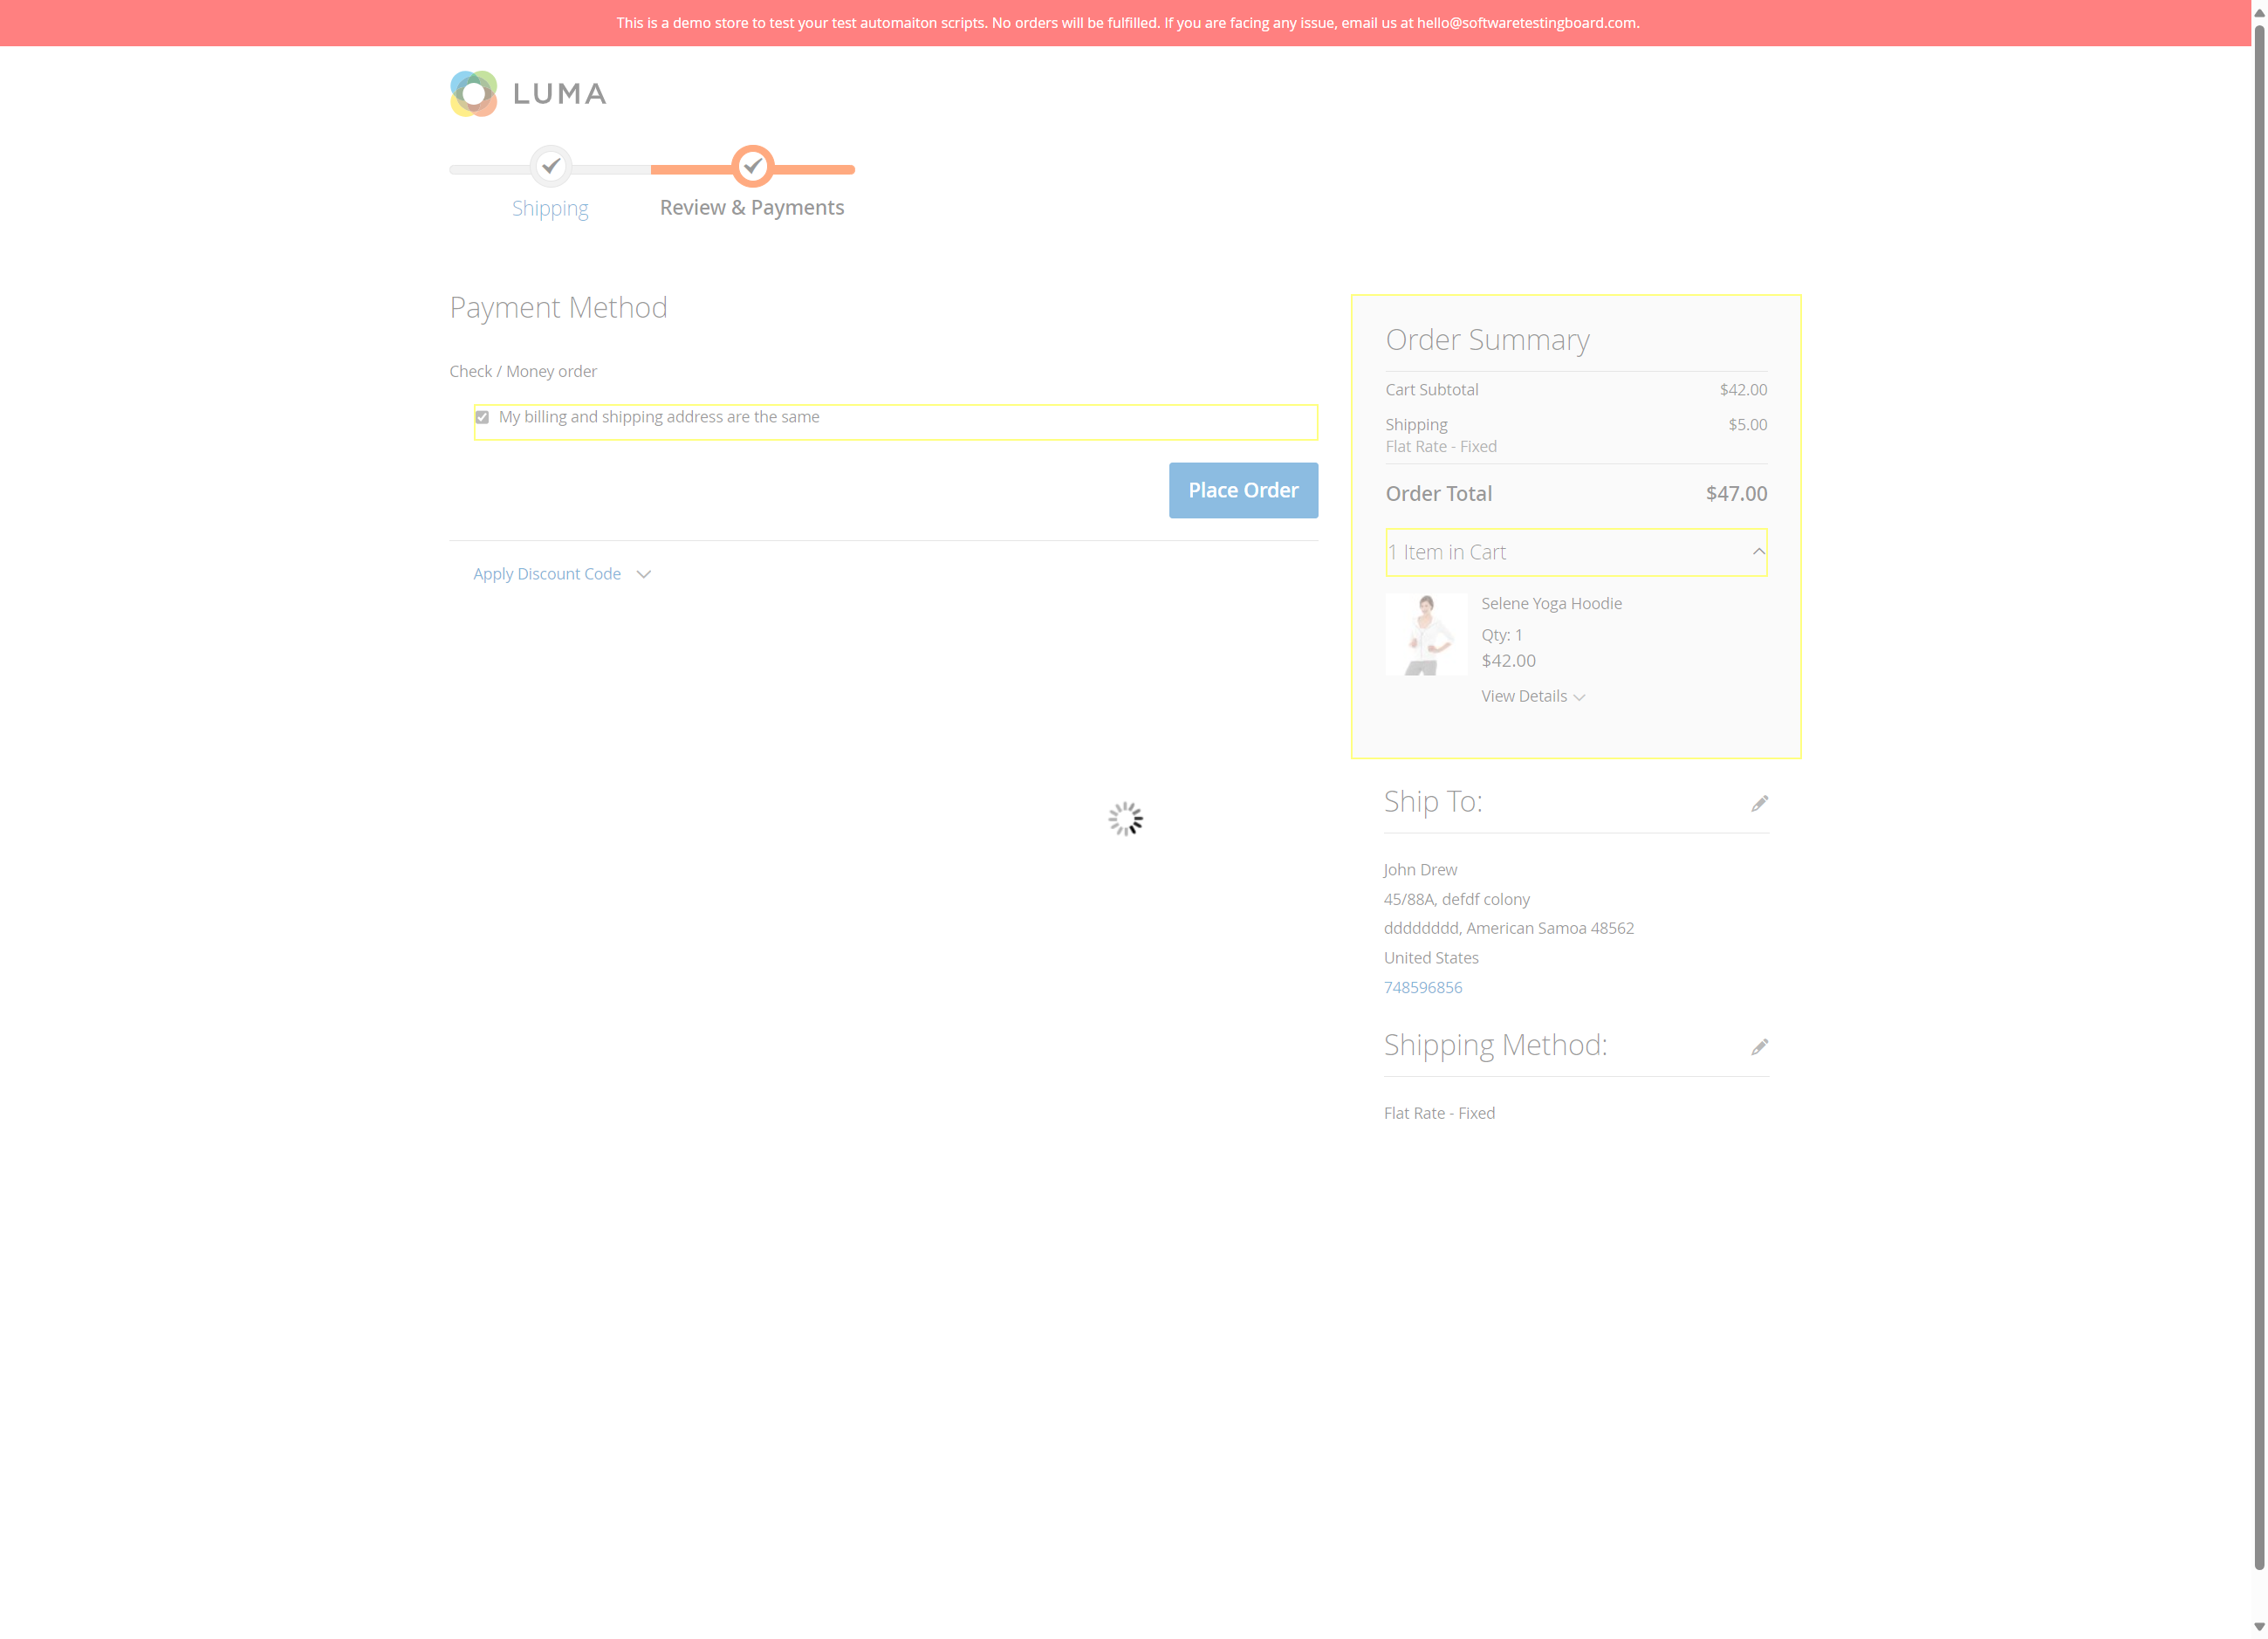 This is a demo store to test your test automaiton scripts. No orders will be fulfilled. If you are facing any issue, email us at hello@softwaretestingboard.com.
LUMA
Shipping
Review & Payments
Payment Method
Check / Money order
My billing and shipping address are the same
Place Order
Apply Discount Code
Order Summary
Cart Subtotal $42.00
Shipping $5.00
Flat Rate - Fixed
Order Total $47.00
1 Item in Cart
Selene Yoga Hoodie
Qty: 1
$42.00
View Details
Ship To:
John Drew
45/88A, defdf colony
dddddddd, American Samoa 48562
United States
748596856
Shipping Method:
Flat Rate - Fixed